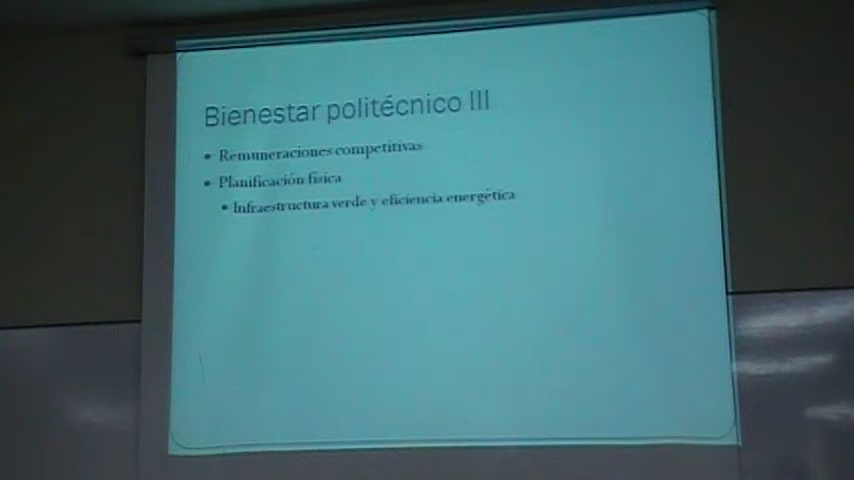 Bienestar politécnico III
• Remuneraciones competitivas
• Planificación física
• Infraestructura verde y eficiencia energética